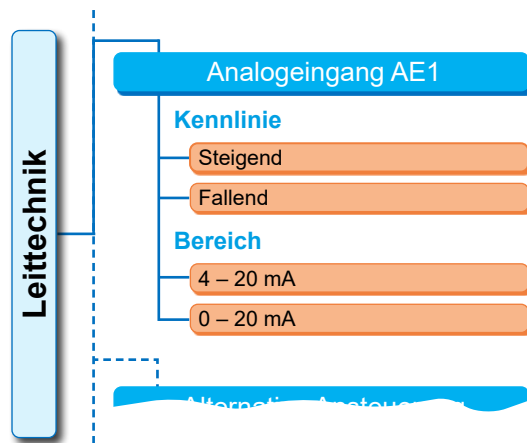 Leittechnik
Analogeingang AE1
Kennlinie
Steigend
Fallend
Bereich
4 – 20 mA
0 – 20 mA